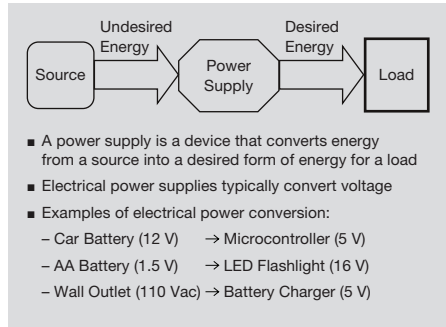 Undesired
Energy
Desired
Energy
Source
Power
Supply
Load
■ A power supply is a device that converts energy
from a source into a desired form of energy for a load
■ Electrical power supplies typically convert voltage
■ Examples of electrical power conversion:
– Car Battery (12 V) → Microcontroller (5 V)
– AA Battery (1.5 V) → LED Flashlight (16 V)
– Wall Outlet (110 Vac) → Battery Charger (5 V)